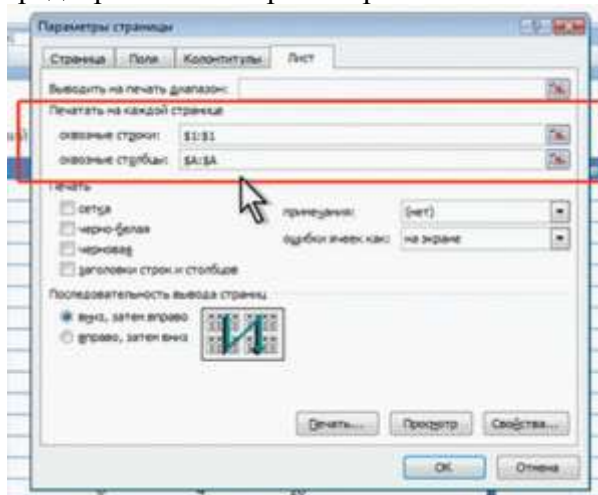 Параметры страницы
Страница Поля Колонтитулы Лист
Выводить на печать диапазон:
Печатать на каждой странице
сквозные строки: $1:$1
сквозные столбцы: $A:$A
Печать
сетка примечания: (нет)
черно-белая ошибки ячеек как: на экране
черновая
заголовки строк и столбцов
Последовательность вывода страниц
вниз, затем вправо
вправо, затем вниз
Печать... Просмотр Свойства...
ОК Отмена